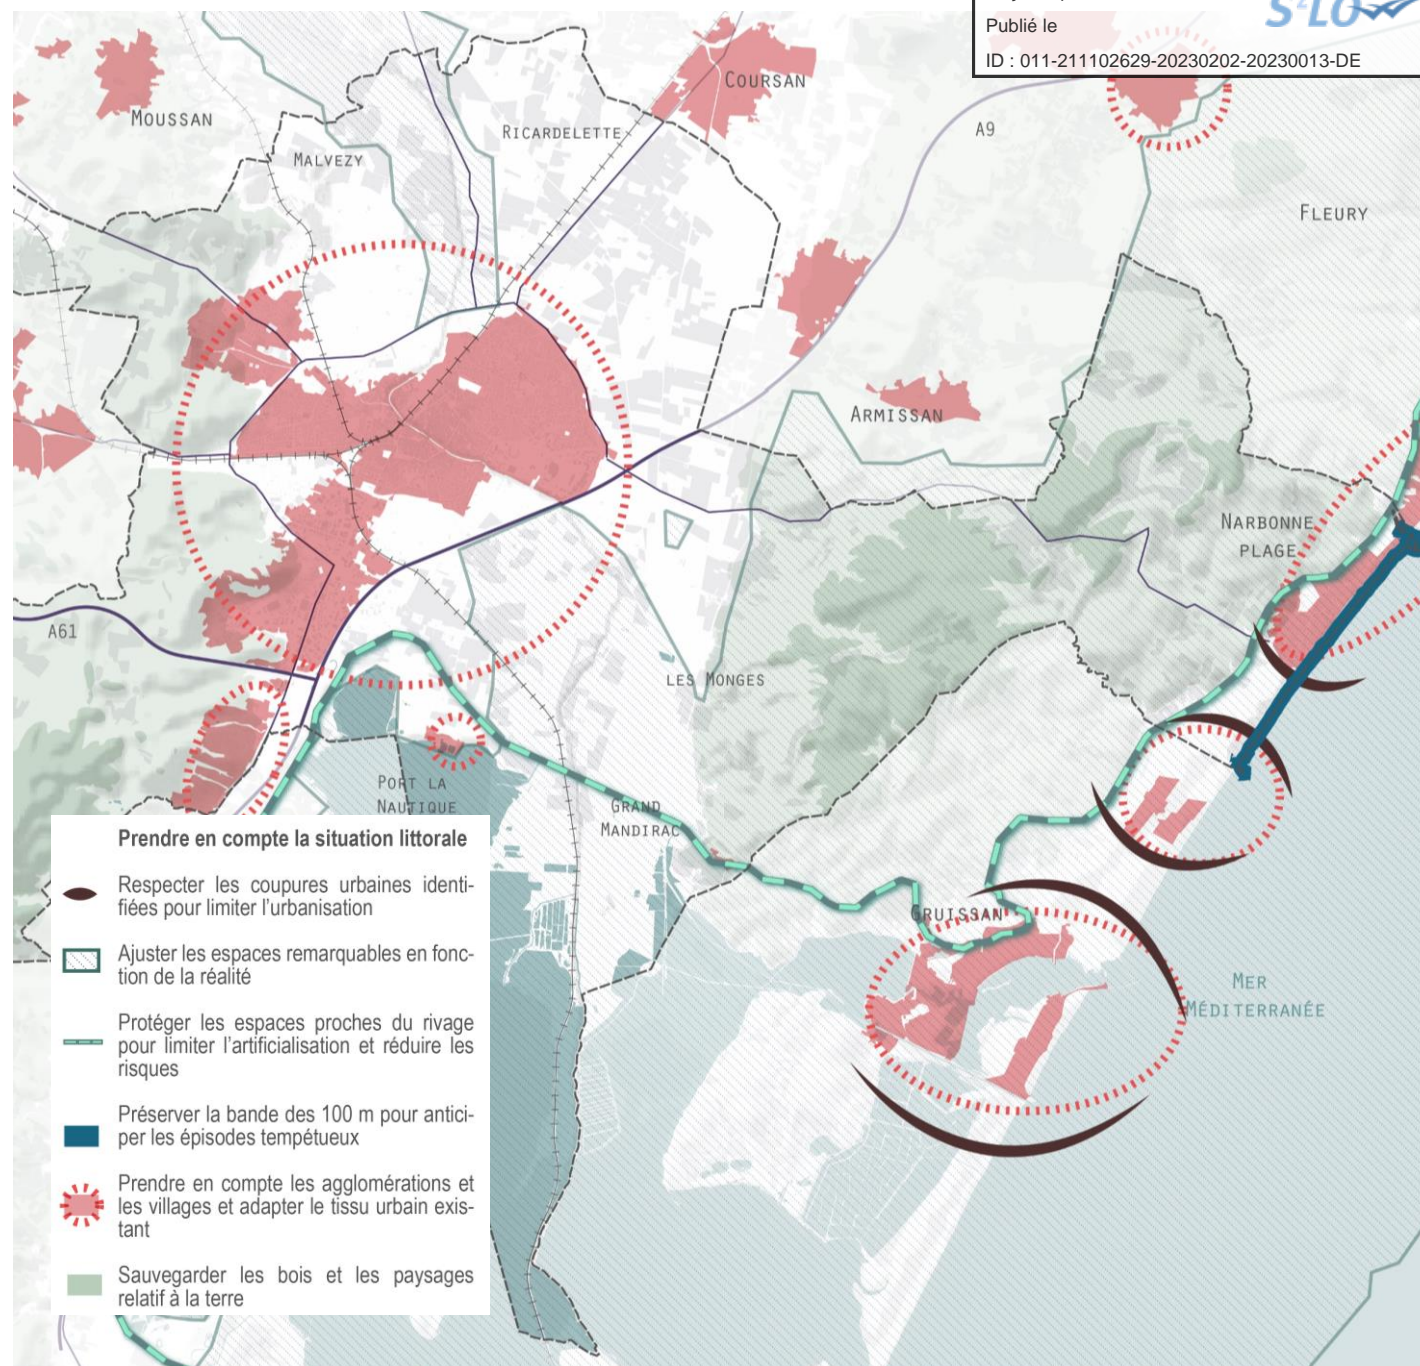 S²LO
Publié le
ID : 011-211102629-20230202-20230013-DE
COURSAN
MOUSSAN
RICARDELETTE
A9
MALVEZY
FLEURY
ARMISSAN
NARBONNE
PLAGE
A61
LES MONGES
PORT LA
NAUTIQUE
GRAND
MANDIRAC
GRUISSAN
MER
MÉDITERRANÉE
Prendre en compte la situation littorale
Respecter les coupures urbaines identi-
fiées pour limiter l'urbanisation
Ajuster les espaces remarquables en fonc-
tion de la réalité
Protéger les espaces proches du rivage
pour limiter l'artificialisation et réduire les
risques
Préserver la bande des 100 m pour antici-
per les épisodes tempétueux
Prendre en compte les agglomérations et
les villages et adapter le tissu urbain exis-
tant
Sauvegarder les bois et les paysages
relatif à la terre